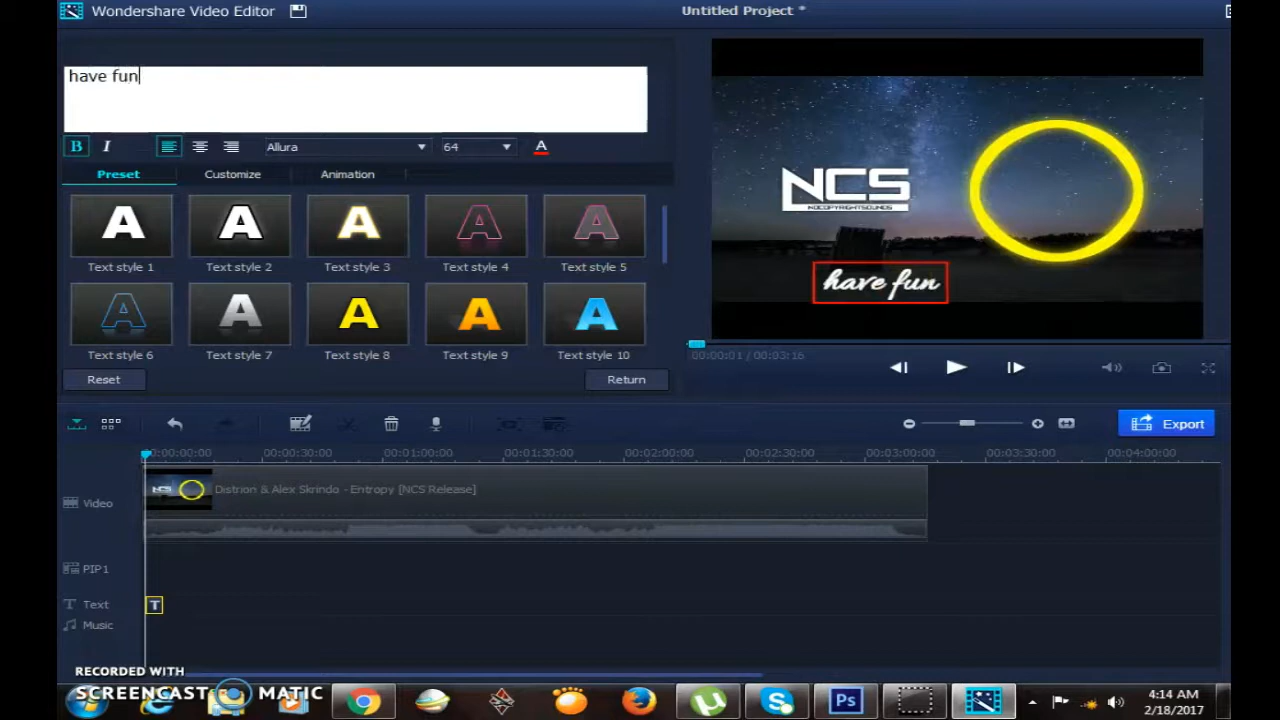 Wondershare Video Editor
Untitled Project *
have fun
B I Allura 64 A
Preset Customize Animation
A A A A A
Text style 1 Text style 2 Text style 3 Text style 4 Text style 5
A A A A A
Text style 6 Text style 7 Text style 8 Text style 9 Text style 10
Reset Return
NCS
NOCOPYRIGHTSOUNDS
have fun
00:00:01 / 00:03:16
Export
00:00:00:00 00:00:30:00 00:01:00:00 00:01:30:00 00:02:00:00 00:02:30:00 00:03:00:00 00:03:30:00 00:04:00:00
Video
NCS
Distrion & Alex Skrindo - Entropy [NCS Release]
PIP1
T Text T
Music
RECORDED WITH
SCREENCAST MATIC
Ps
4:14 AM
2/18/2017